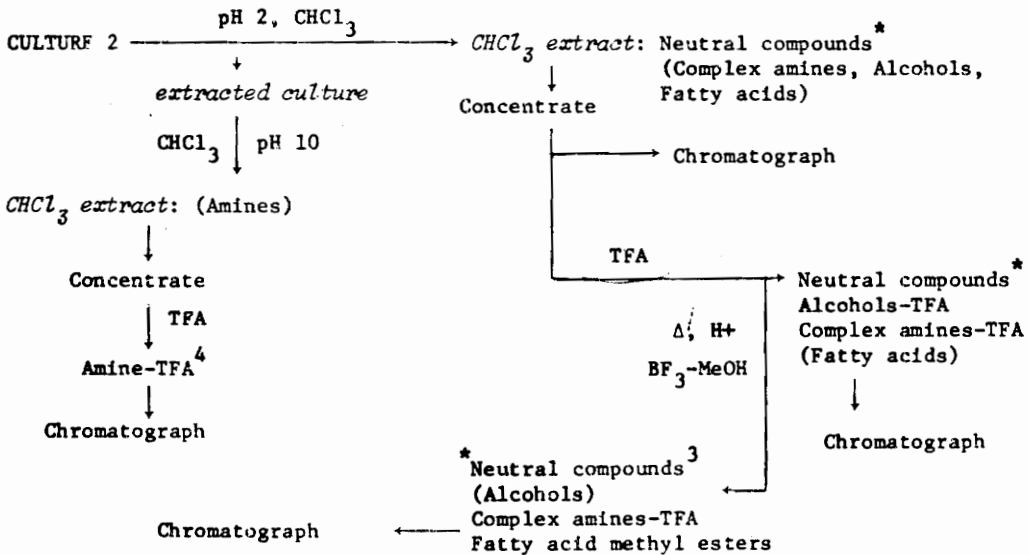 pH 2, CHCl3
CULTURF 2
CHCl3 extract: Neutral compounds*
(Complex amines, Alcohols,
Fatty acids)
extracted culture
Concentrate
CHCl3 pH 10
Chromatograph
CHCl3 extract: (Amines)
TFA
Concentrate
Neutral compounds*
Alcohols-TFA
Complex amines-TFA
(Fatty acids)
TFA
Δ, H+
BF3-MeOH
Amine-TFA4
Chromatograph
Chromatograph
*Neutral compounds3
(Alcohols)
Complex amines-TFA
Fatty acid methyl esters
Chromatograph